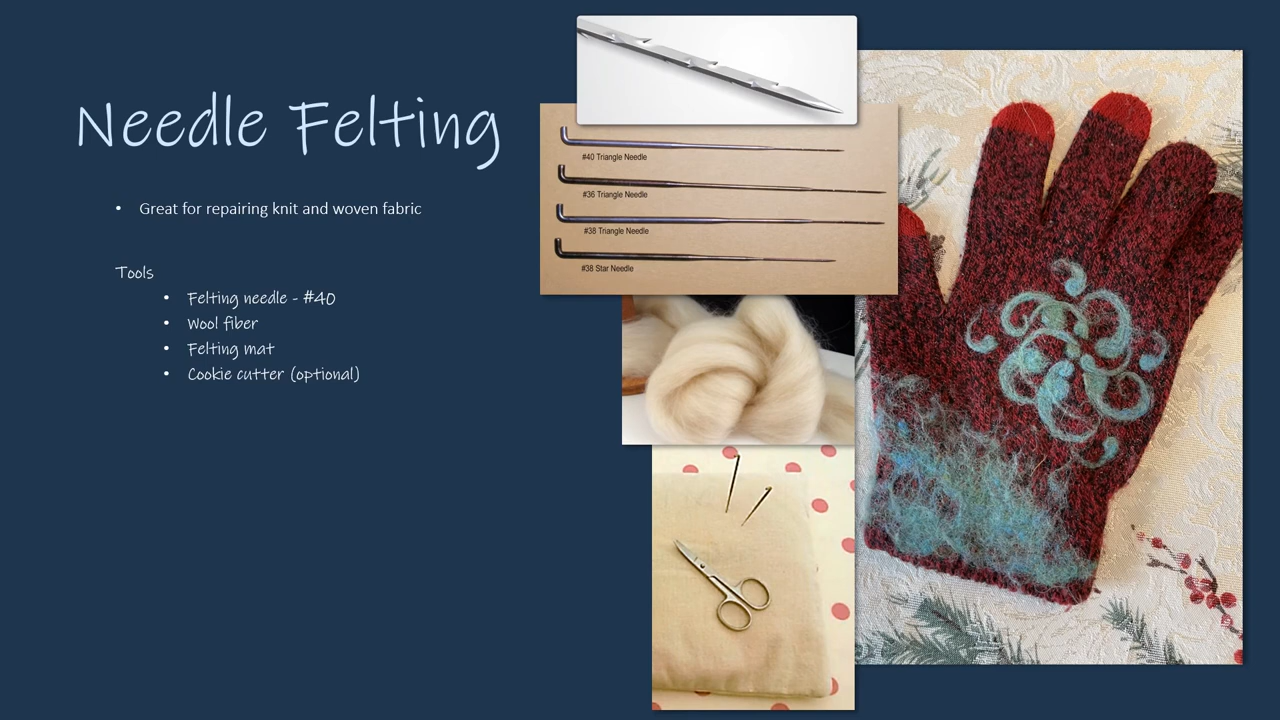 Needle Felting
• Great for repairing knit and woven fabric
Tools
• Felting needle - #40
• Wool fiber
• Felting mat
• Cookie cutter (optional)
#40 Triangle Needle
#36 Triangle Needle
#38 Triangle Needle
#38 Star Needle